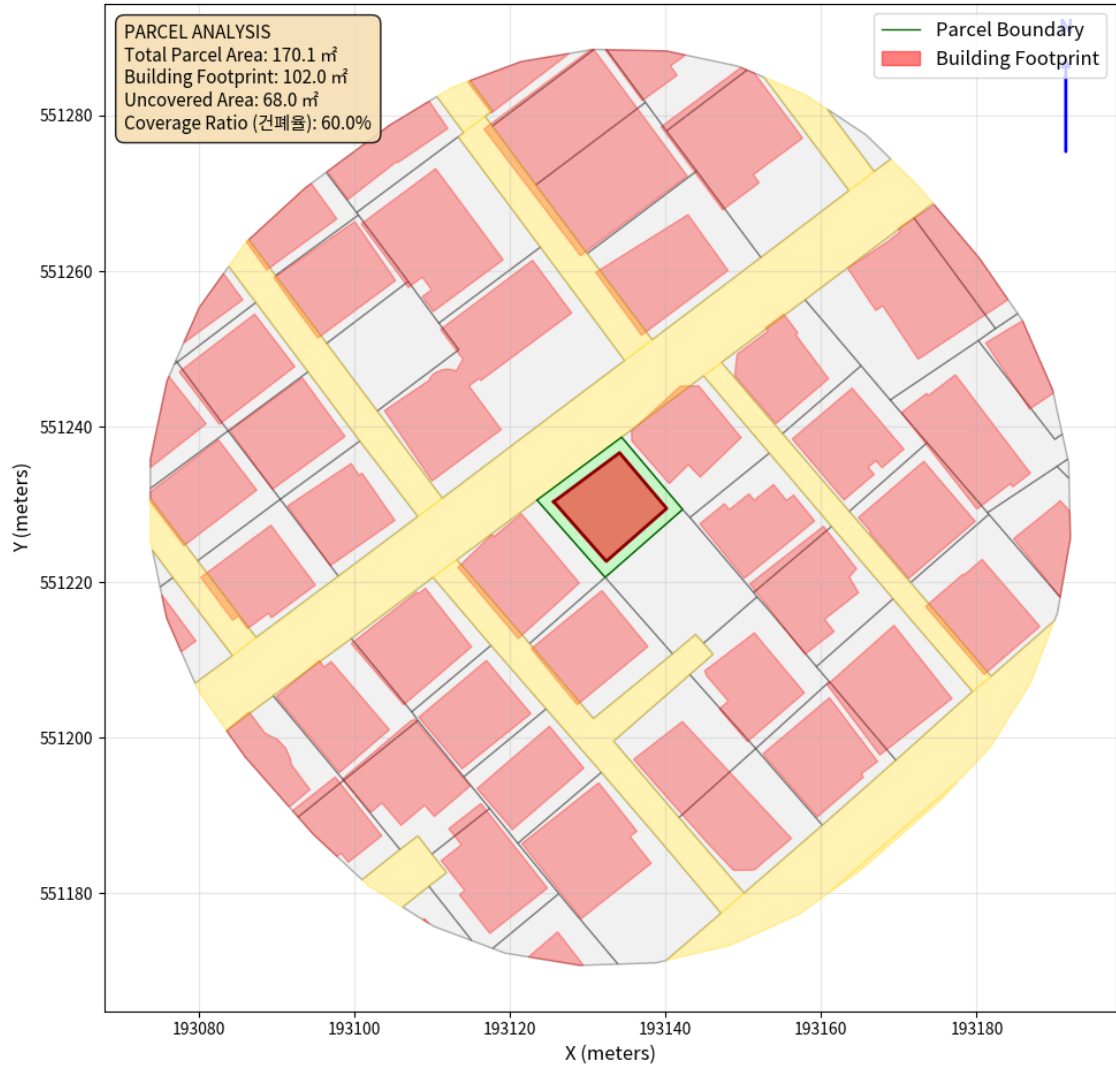 PARCEL ANALYSIS
Total Parcel Area: 170.1 ㎡
Building Footprint: 102.0 ㎡
Uncovered Area: 68.0 ㎡
Coverage Ratio (건폐율): 60.0%
Parcel Boundary
Building Footprint
N
551280
551260
551240
551220
551200
551180
Y (meters)
193080
193100
193120
193140
193160
193180
X (meters)